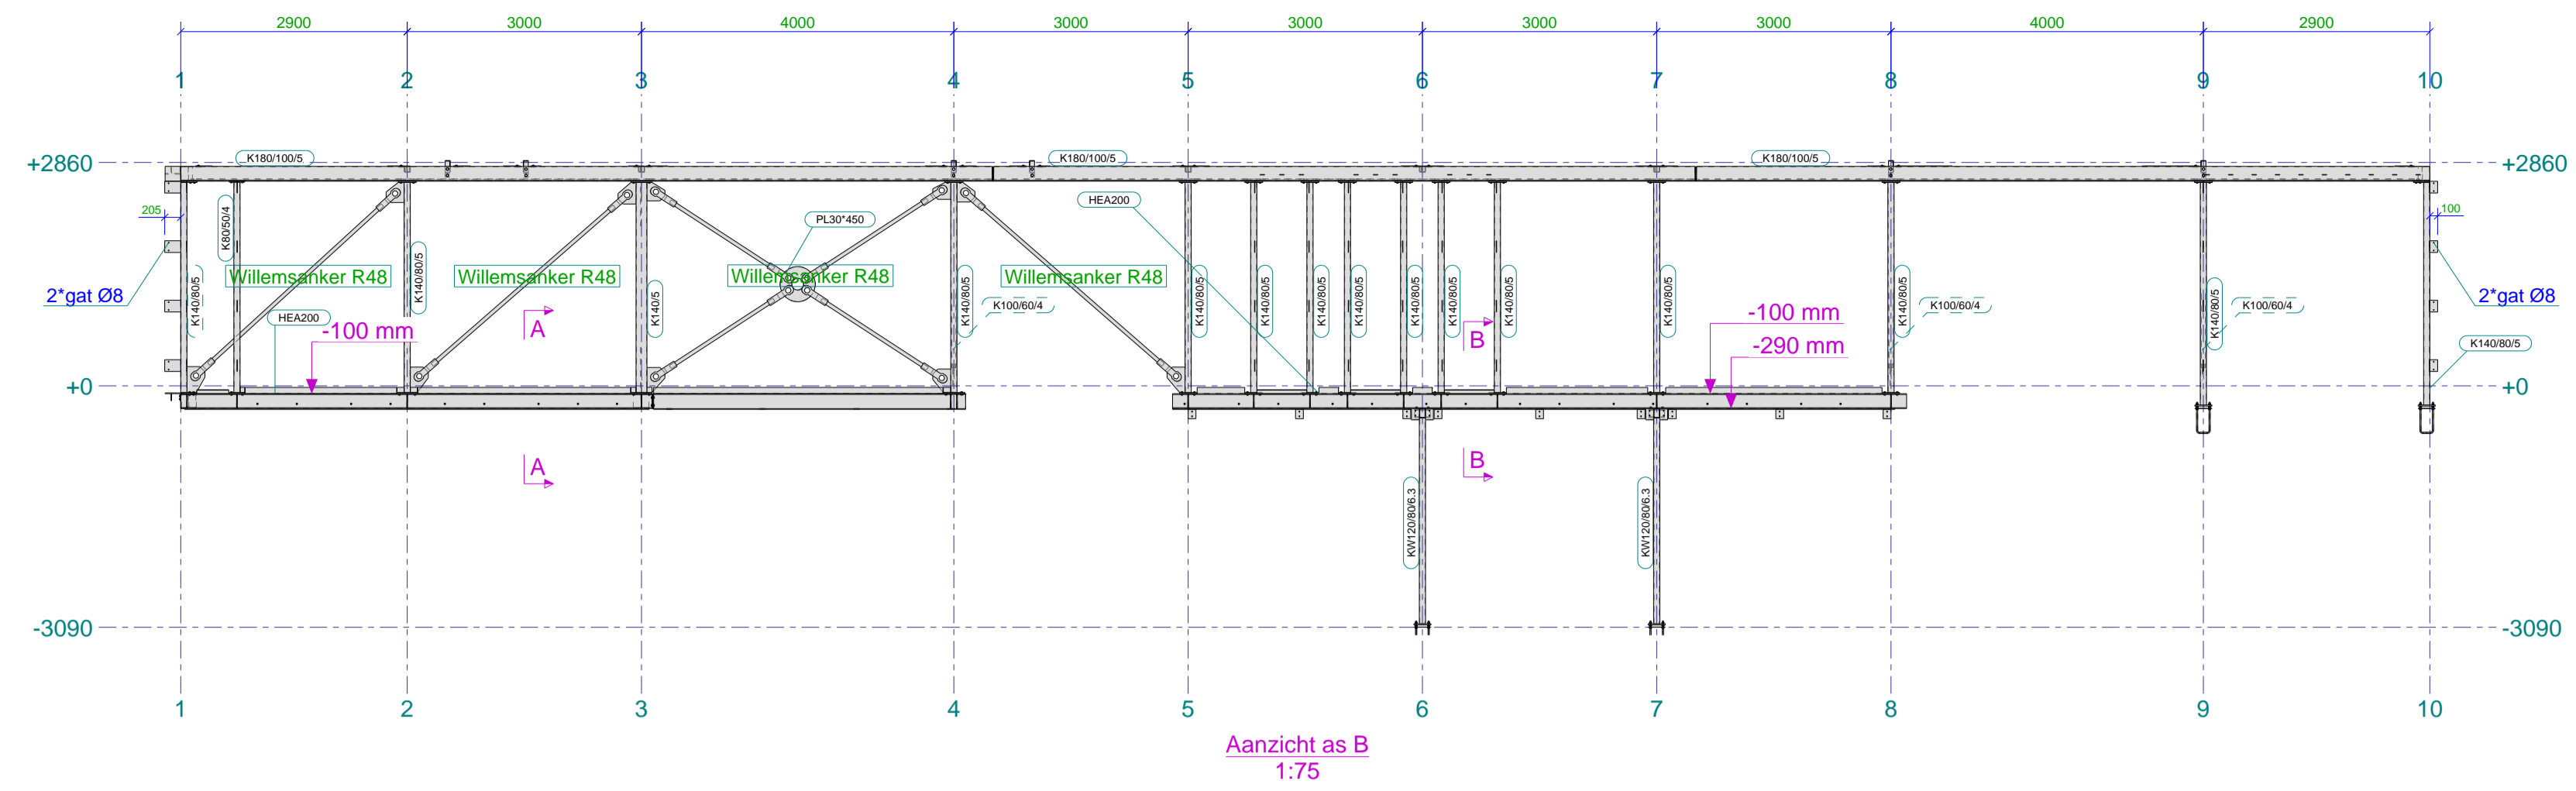 2900 3000 4000 3000 3000 3000 3000 4000 2900
1 2 3 4 5 6 7 8 9 10
+2860 K180/100/5 K180/100/5 K180/100/5 +2860
205 K80/50/4 PL30*450 HEA200 100
Willemsanker R48 Willemsanker R48 Willemsanker R48 Willemsanker R48
K140/80/5 K140/80/5 K140/5 K140/80/5 K140/80/5 K140/80/5 K140/80/5 K140/80/5 K140/80/5 K140/80/5 K140/80/5 K140/80/5 K140/80/5 K140/80/5
2*gat Ø8 K100/60/4 K100/60/4 K100/60/4 2*gat Ø8
HEA200 -100 mm A B -100 mm
-290 mm K140/80/5
+0 +0
A B
KW120/80/6.3 KW120/80/6.3
-3090 -3090
1 2 3 4 5 6 7 8 9 10
Aanzicht as B
1:75